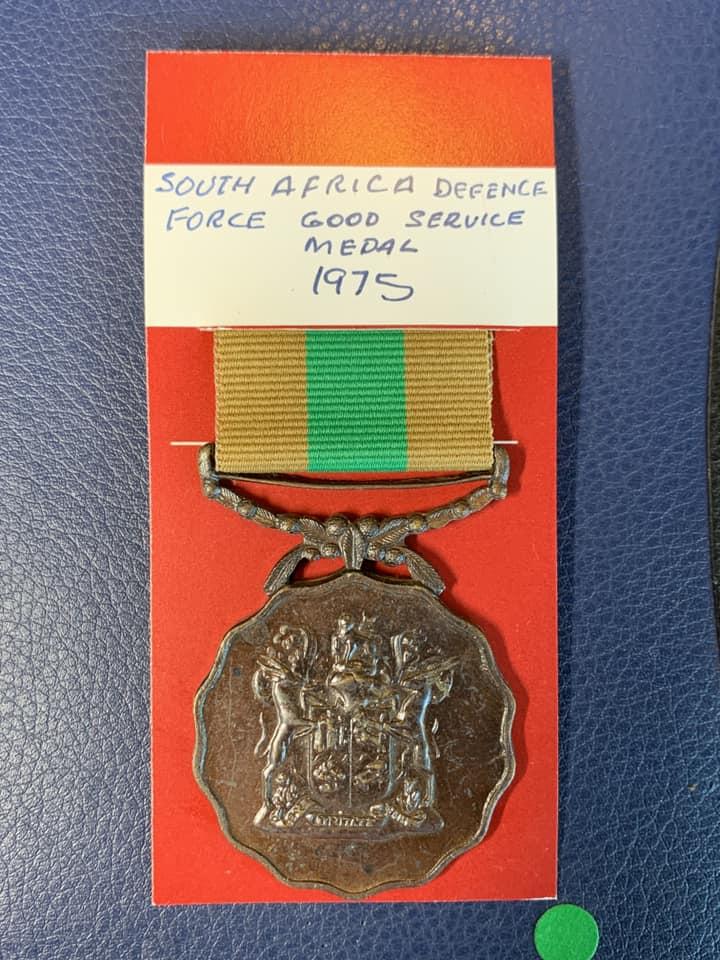 SOUTH AFRICA DEFENCE
FORCE GOOD SERVICE
MEDAL
1975